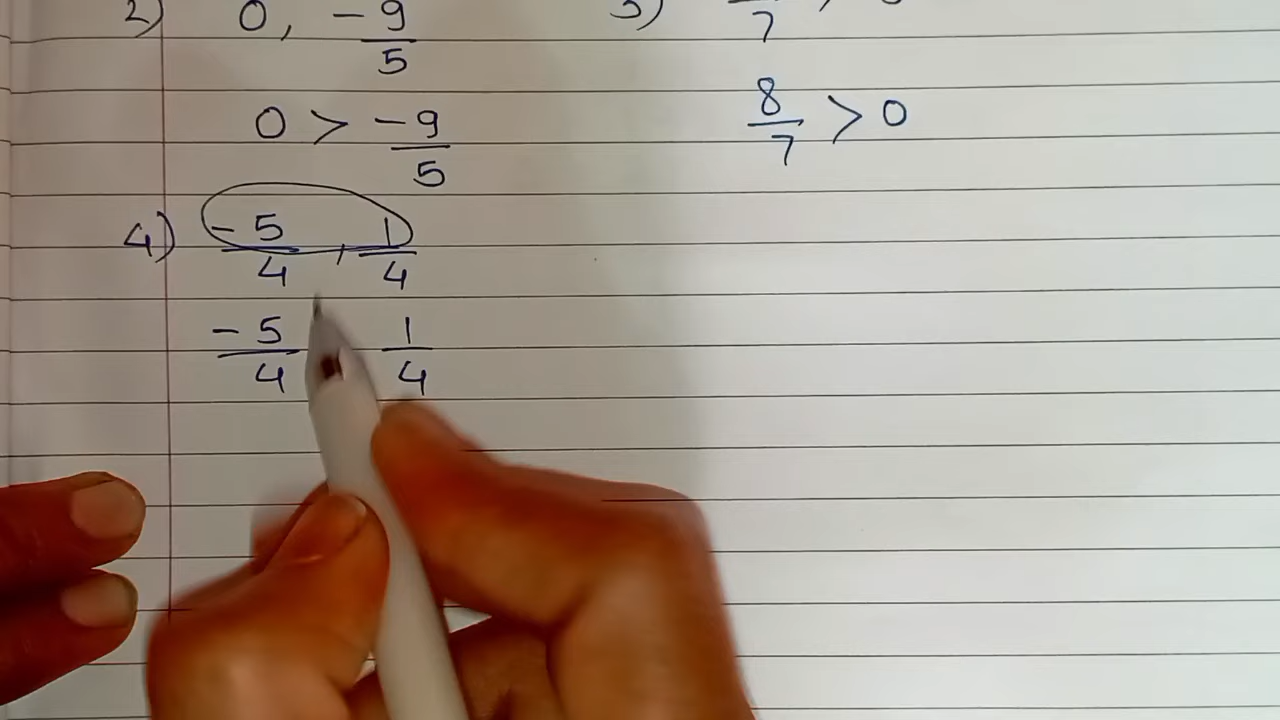 2) 0, -9/5
7
0 > -9/5
8/7 > 0
4) -5/4, 1/4
-5/4 1/4